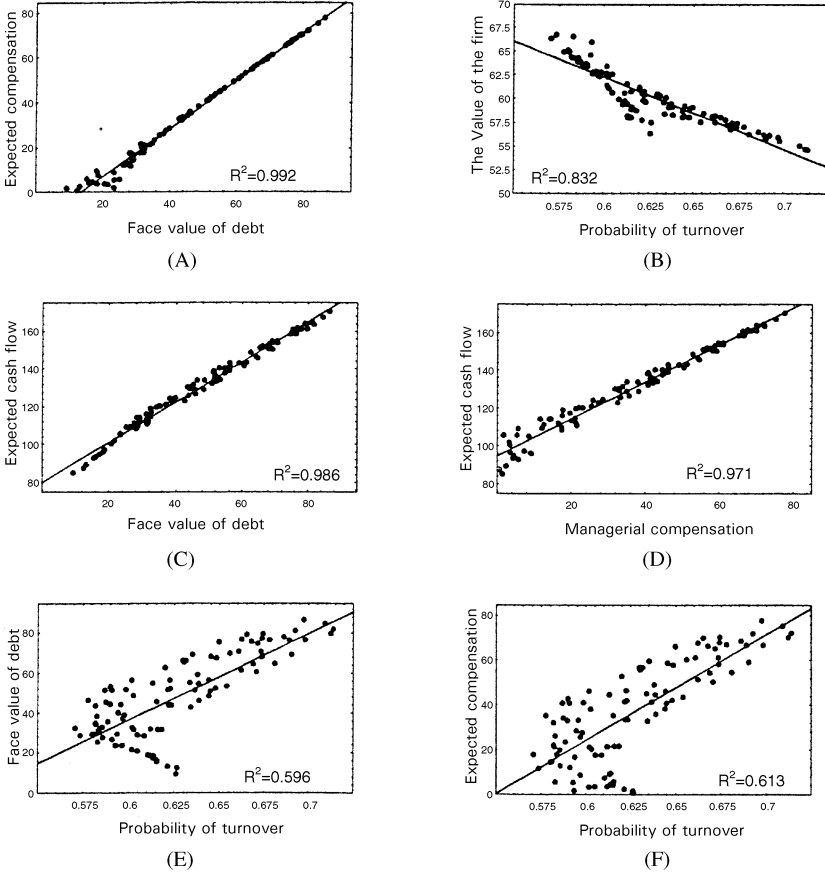 Expected compensation
80
60
40
20
0
R²=0.992
20 40 60 80
Face value of debt
(A)
The Value of the firm
70
67.5
65
62.5
60
57.5
55
52.5
50
R²=0.832
0.575 0.6 0.625 0.65 0.675 0.7
Probability of turnover
(B)
Expected cash flow
160
140
120
100
80
R²=0.986
20 40 60 80
Face value of debt
(C)
Expected cash flow
160
140
120
100
80
R²=0.971
20 40 60 80
Managerial compensation
(D)
Face value of debt
80
60
40
20
0
R²=0.596
0.575 0.6 0.625 0.65 0.675 0.7
Probability of turnover
(E)
Expected compensation
80
60
40
20
0
R²=0.613
0.575 0.6 0.625 0.65 0.675 0.7
Probability of turnover
(F)